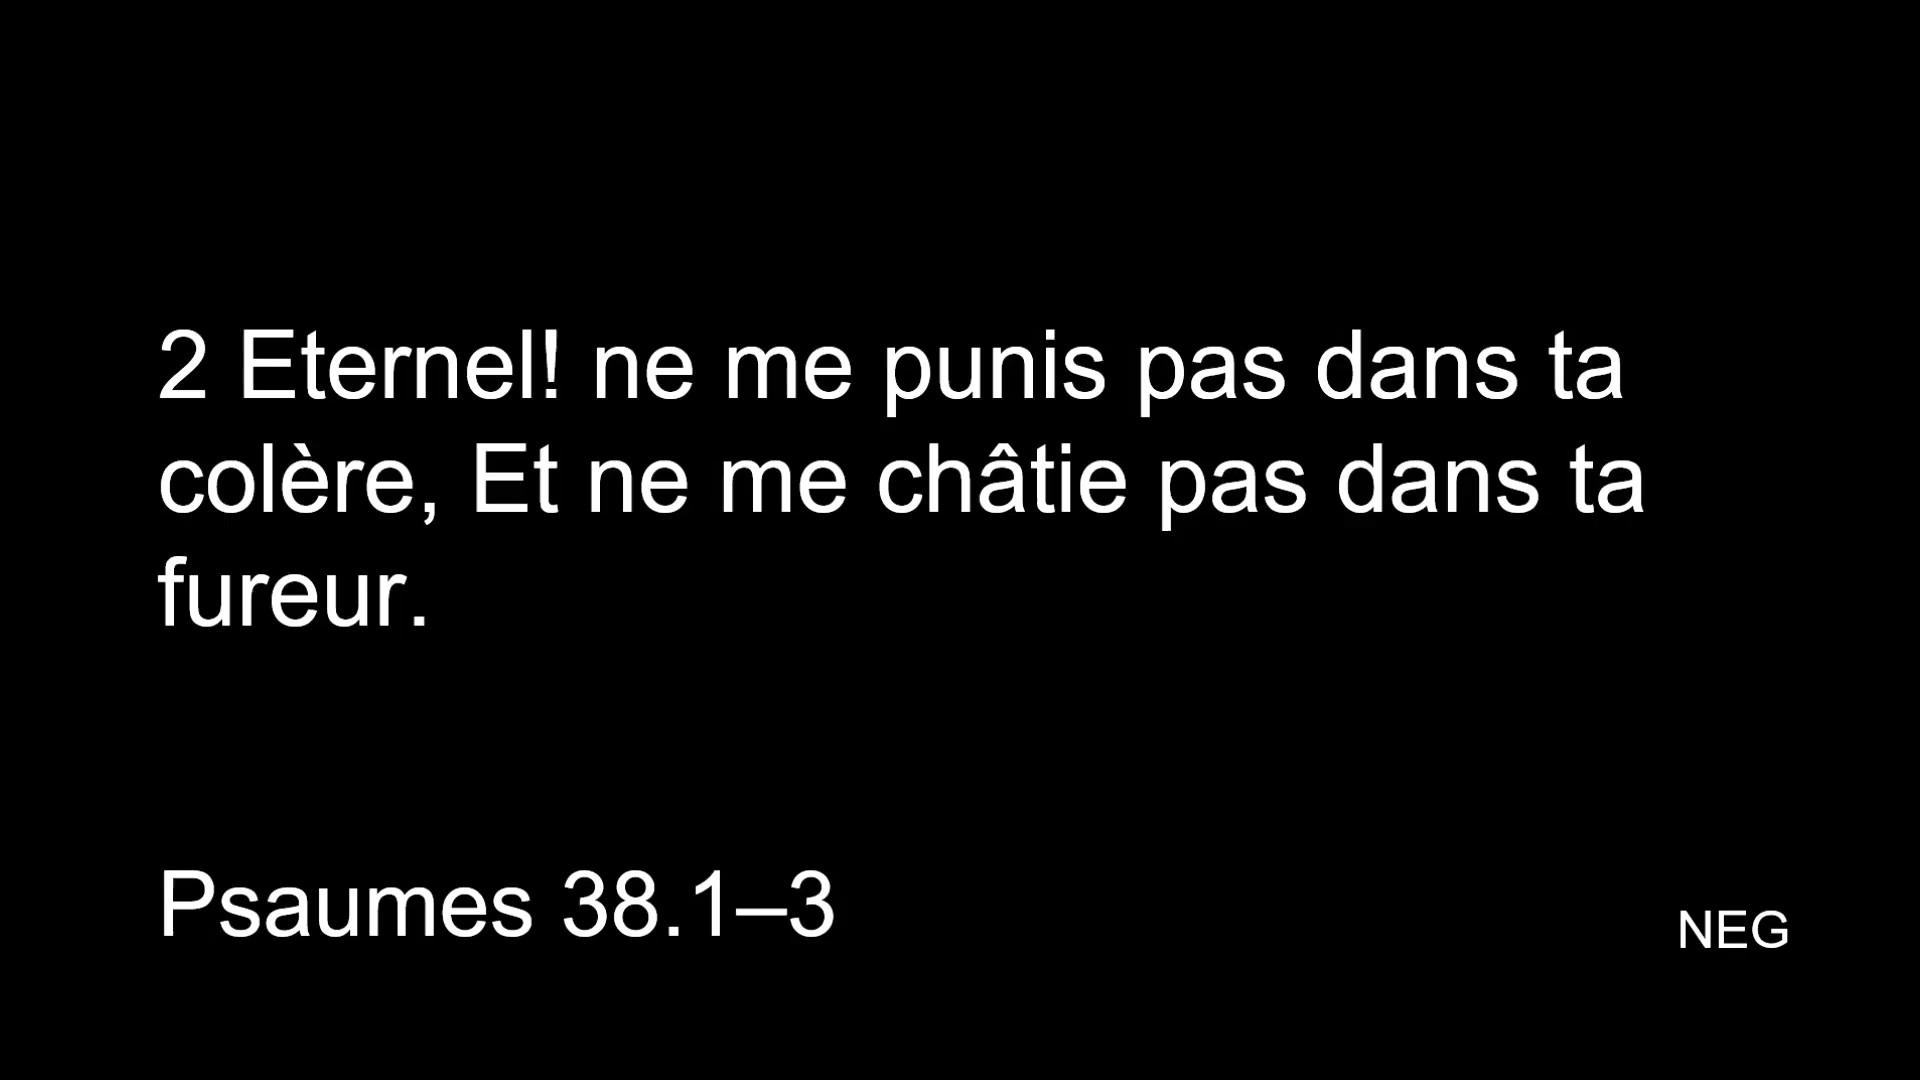 2 Eternel! ne me punis pas dans ta
colère, Et ne me châtie pas dans ta
fureur.
Psaumes 38.1–3
NEG